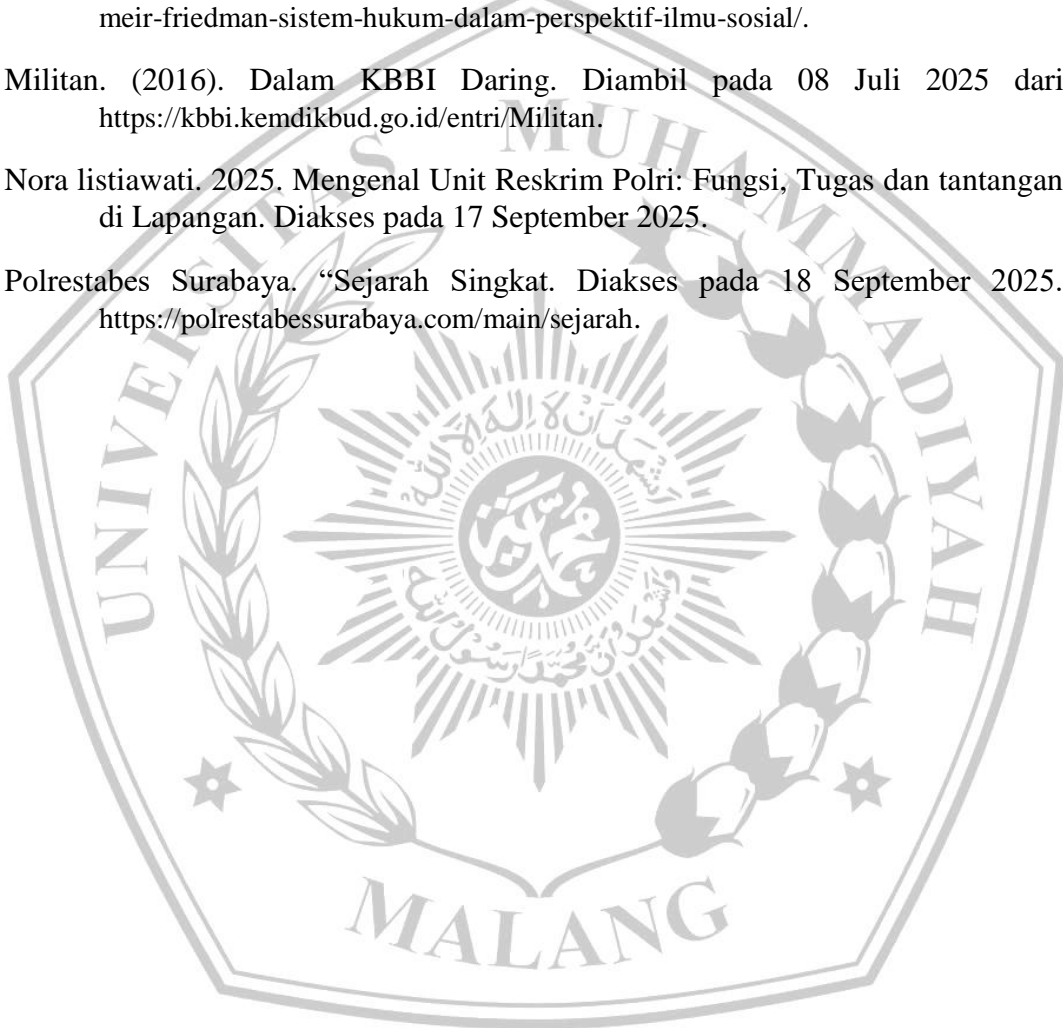 meir-friedman-sistem-hukum-dalam-perspektif-ilmu-sosial/.
Militan. (2016). Dalam KBBI Daring. Diambil pada 08 Juli 2025 dari
https://kbbi.kemdikbud.go.id/entri/Militan.
Nora listiawati. 2025. Mengenal Unit Reskrim Polri: Fungsi, Tugas dan tantangan
di Lapangan. Diakses pada 17 September 2025.
Polrestabes Surabaya. “Sejarah Singkat. Diakses pada 18 September 2025.
https://polrestabessurabaya.com/main/sejarah.
UNIVERSITAS MUHAMMADIYAH
MALANG